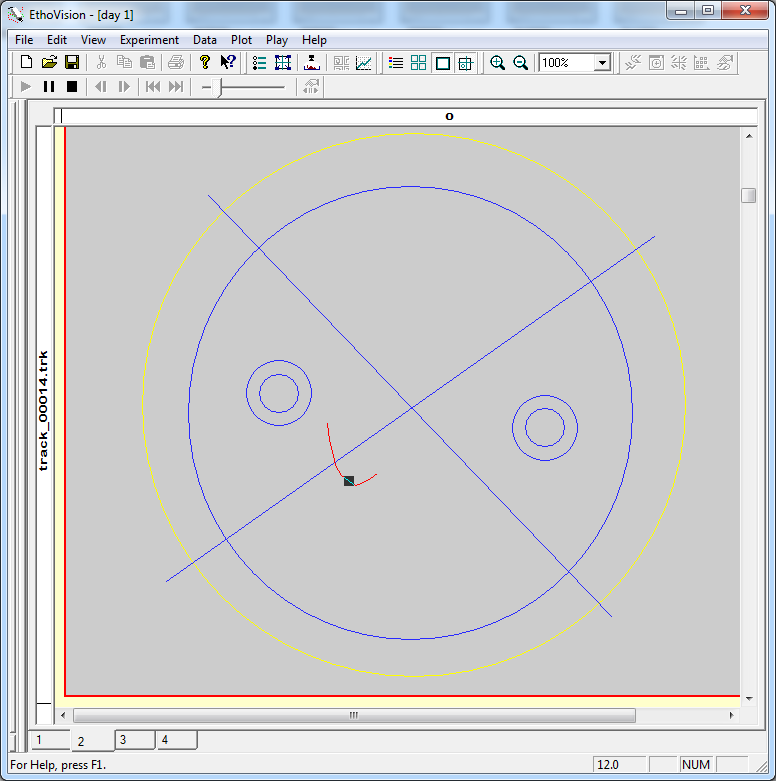 EthoVision - [day 1]
File Edit View Experiment Data Plot Play Help
100%
o
track_00014.trk
1 2 3 4
For Help, press F1. 12.0 NUM